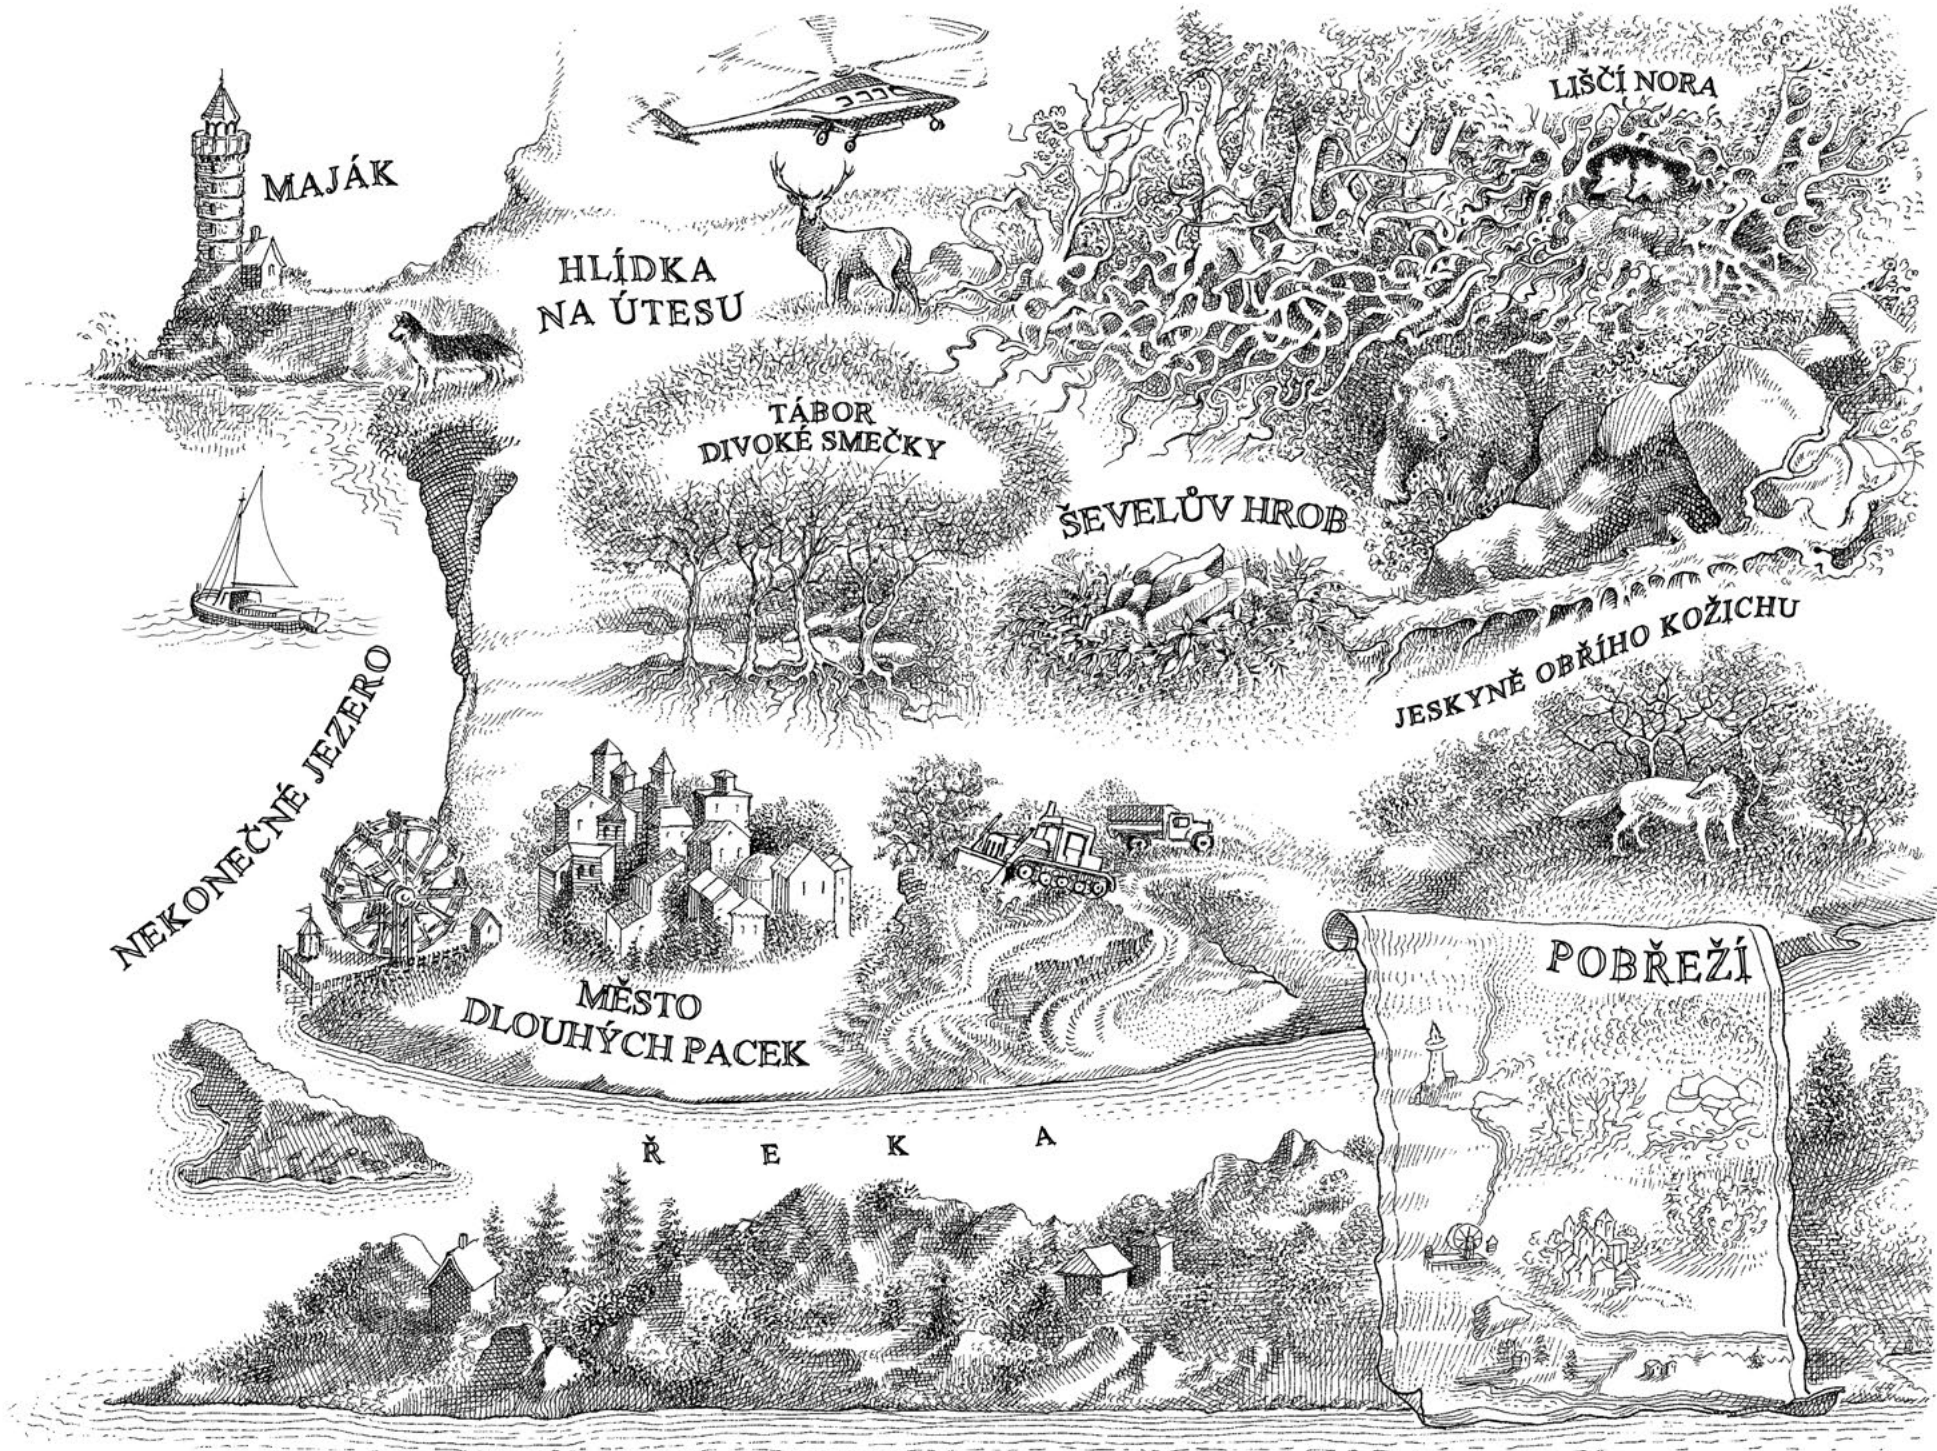 LIŠČÍ NORA
MAJÁK
HLÍDKA
NA ÚTESU
TÁBOR
DIVOKÉ SMEČKY
ŠEVELŮV HROB
JESKYNĚ OBŘÍHO KOŽICHU
NEKONEČNÉ JEZERO
MĚSTO
DLOUHÝCH PACEK
POBŘEŽÍ
ŘEKA